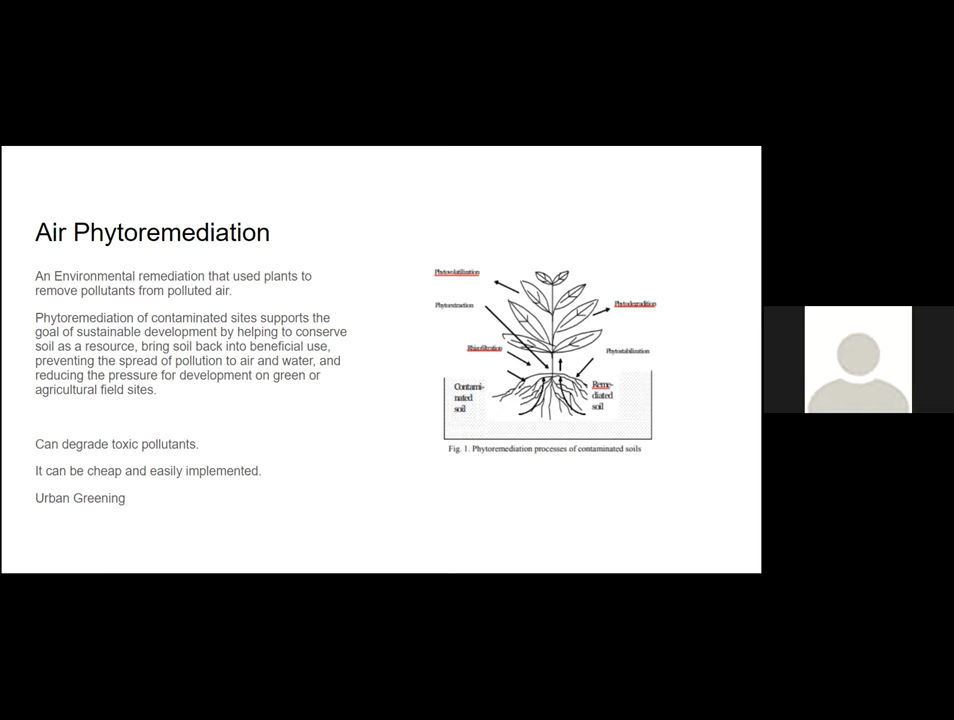 Air Phytoremediation
An Environmental remediation that used plants to
remove pollutants from polluted air.
Phytoremediation of contaminated sites supports the
goal of sustainable development by helping to conserve
soil as a resource, bring soil back into beneficial use,
preventing the spread of pollution to air and water, and
reducing the pressure for development on green or
agricultural field sites.
Can degrade toxic pollutants.
It can be cheap and easily implemented.
Urban Greening
Phytovolatilization
Phytoextraction
Phytodegradition
Rhizofiltration
Phytostabilization
Contami-
nated
soil
Reme-
diated
soil
Fig. 1. Phytoremediation processes of contaminated soils